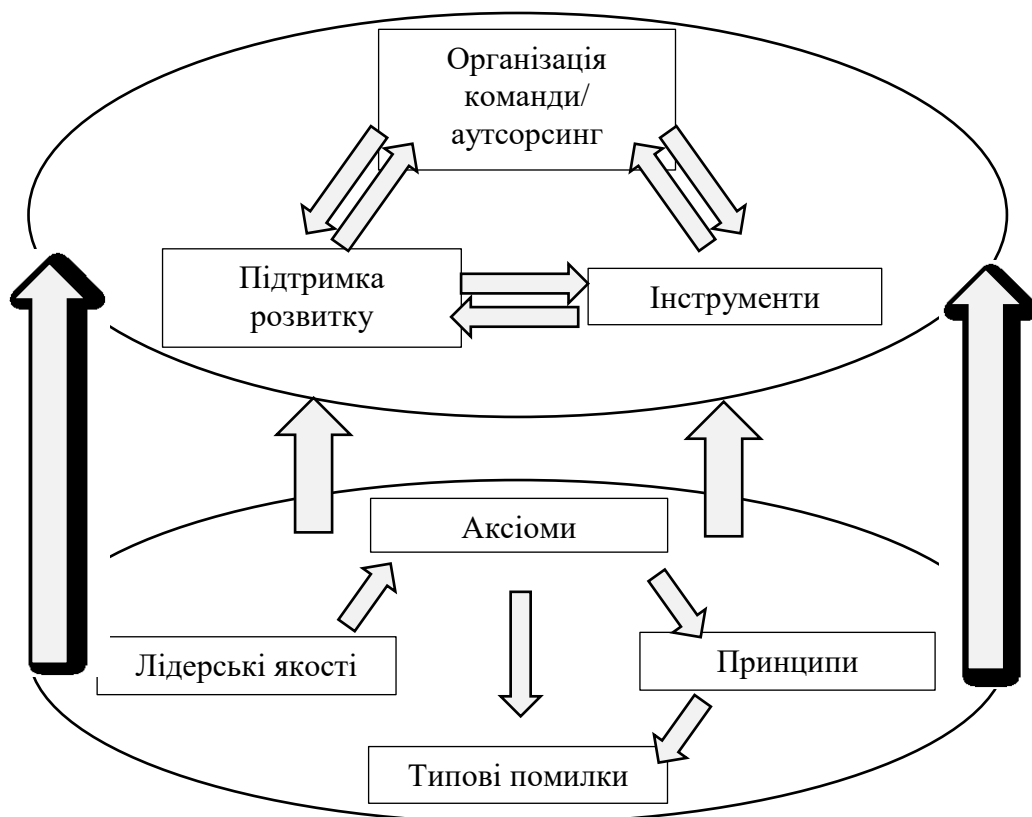 Організація
команди/
аутсорсинг
Підтримка
розвитку
Інструменти
Аксіоми
Лідерські якості
Принципи
Типові помилки